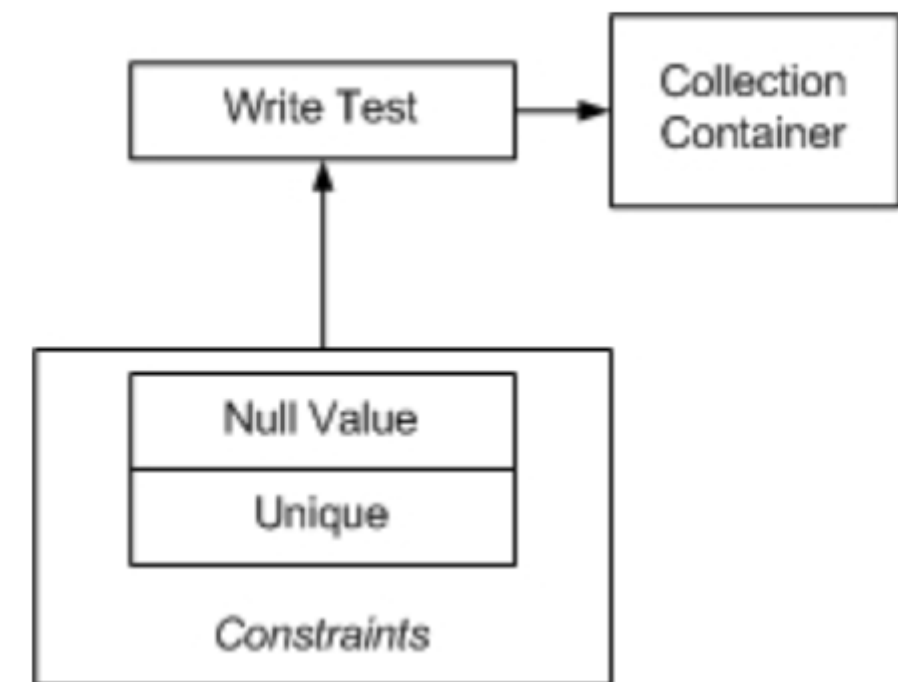 Write Test
Collection
Container
Null Value
Unique
Constraints